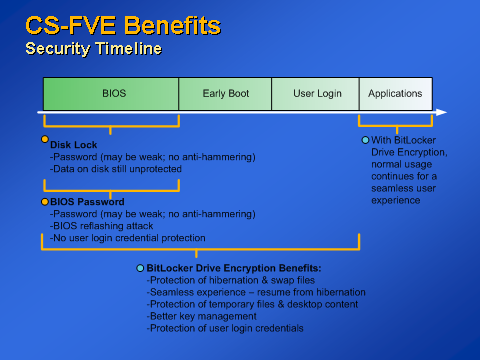 CS-FVE Benefits
Security Timeline
BIOS
Early Boot
User Login
Applications
Disk Lock
-Password (may be weak; no anti-hammering)
-Data on disk still unprotected
With BitLocker
Drive Encryption,
normal usage
continues for a
seamless user
experience
BIOS Password
-Password (may be weak; no anti-hammering)
-BIOS reflashing attack
-No user login credential protection
BitLocker Drive Encryption Benefits:
-Protection of hibernation & swap files
-Seamless experience – resume from hibernation
-Protection of temporary files & desktop content
-Better key management
-Protection of user login credentials